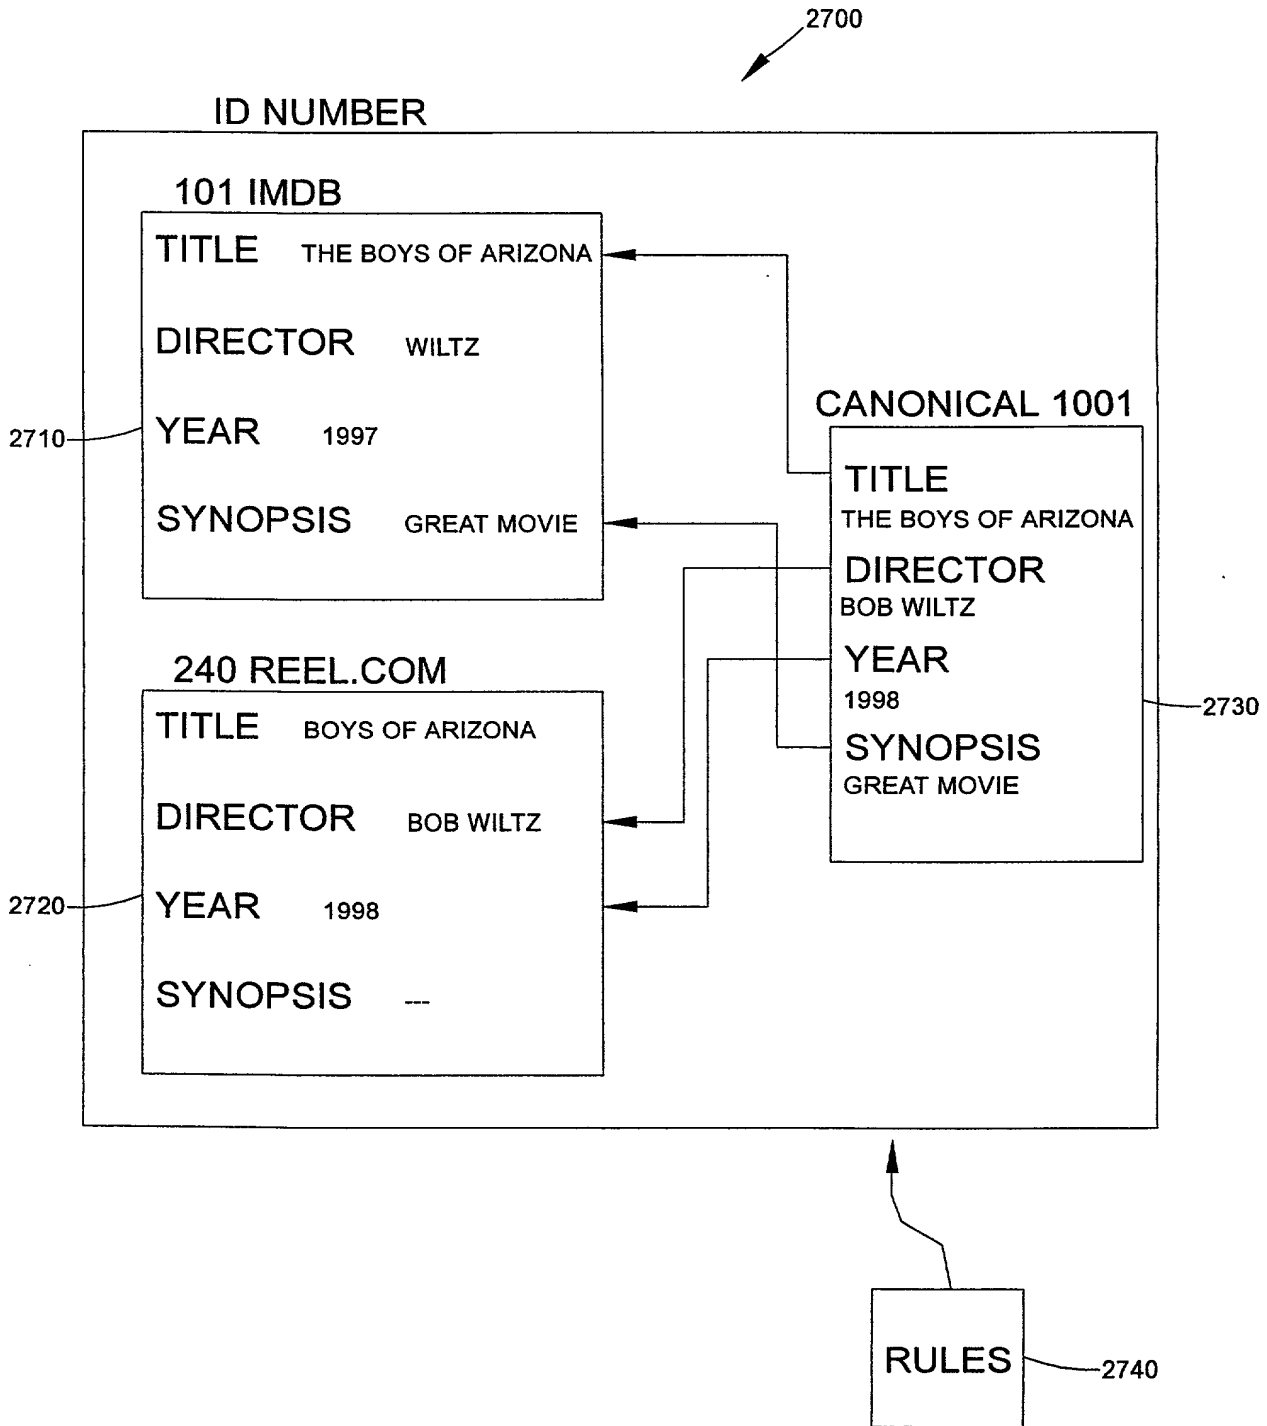 2700
ID NUMBER
101 IMDB
TITLE THE BOYS OF ARIZONA
DIRECTOR WILTZ
2710
YEAR 1997
SYNOPSIS GREAT MOVIE
240 REEL.COM
TITLE BOYS OF ARIZONA
DIRECTOR BOB WILTZ
2720
YEAR 1998
SYNOPSIS ---
CANONICAL 1001
TITLE
THE BOYS OF ARIZONA
DIRECTOR
BOB WILTZ
YEAR
1998
2730
SYNOPSIS
GREAT MOVIE
RULES
2740